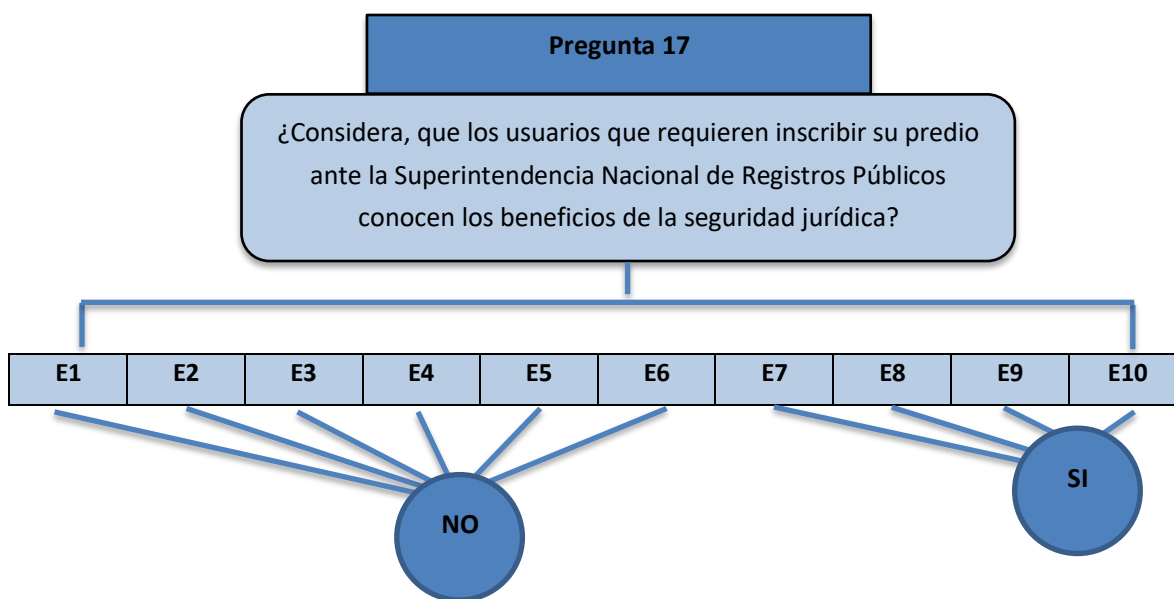 Pregunta 17
¿Considera, que los usuarios que requieren inscribir su predio
ante la Superintendencia Nacional de Registros Públicos
conocen los beneficios de la seguridad jurídica?
E1 E2 E3 E4 E5 E6 E7 E8 E9 E10
NO
SI